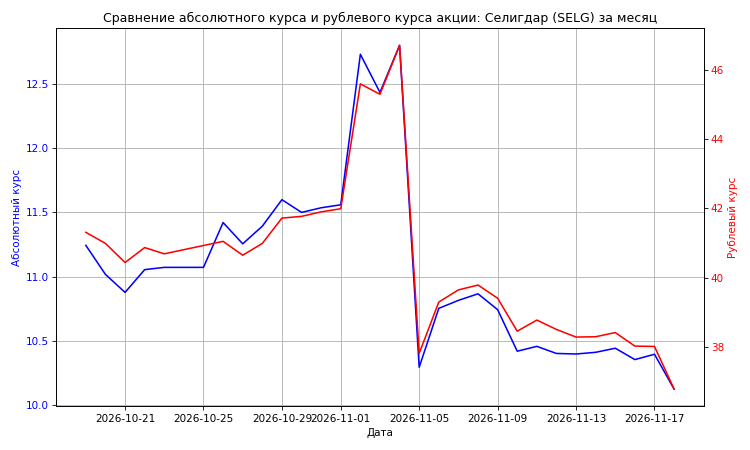 Сравнение абсолютного курса и рублевого курса акции: Селигдар (SELG) за месяц
Абсолютный курс
12.5
12.0
11.5
11.0
10.5
10.0
46
44
42
40
38
Рублевый курс
2026-10-21 2026-10-25 2026-10-29 2026-11-01 2026-11-05 2026-11-09 2026-11-13 2026-11-17
Дата